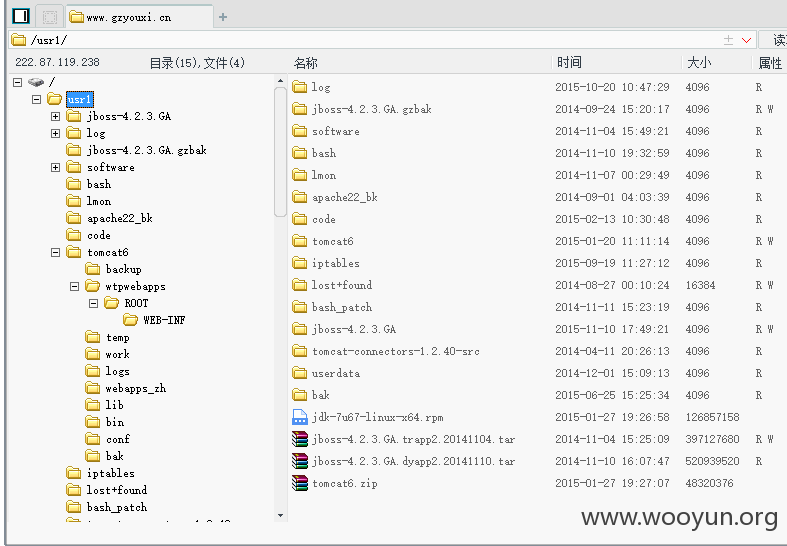 www.gzyouxi.cn
/usr1/
222.87.119.238 目录(15),文件(4) 名称 时间 大小 属性
/
usr1
jboss-4.2.3.GA
log
jboss-4.2.3.GA.gzbak
software
bash
lmon
apache22_bk
code
tomcat6
backup
wtpwebapps
ROOT
WEB-INF
temp
work
logs
webapps_zh
lib
bin
conf
bak
iptables
lost+found
bash_patch
log 2015-10-20 10:47:29 4096 R
jboss-4.2.3.GA.gzbak 2014-09-24 15:20:17 4096 R W
software 2014-11-04 15:49:21 4096 R
bash 2014-11-10 19:32:59 4096 R
lmon 2014-11-07 00:29:49 4096 R
apache22_bk 2014-09-01 04:03:39 4096 R
code 2015-02-13 10:30:48 4096 R
tomcat6 2015-01-20 11:11:14 4096 R W
iptables 2015-09-19 11:27:12 4096 R
lost+found 2014-08-27 00:10:24 16384 R W
bash_patch 2014-11-11 15:23:19 4096 R
jboss-4.2.3.GA 2015-11-10 17:49:21 4096 R W
tomcat-connectors-1.2.40-src 2014-04-11 20:26:13 4096 R
userdata 2014-12-01 15:09:13 4096 R
bak 2015-06-25 15:25:34 4096 R
jdk-7u67-linux-x64.rpm 2015-01-27 19:26:58 126857158
jboss-4.2.3.GA.trapp2.20141104.tar 2014-11-04 15:25:09 397127680 R W
jboss-4.2.3.GA.dyapp2.20141110.tar 2014-11-10 16:07:47 520939520 R
tomcat6.zip 2015-01-27 19:27:07 48320376
www.wooyun.org